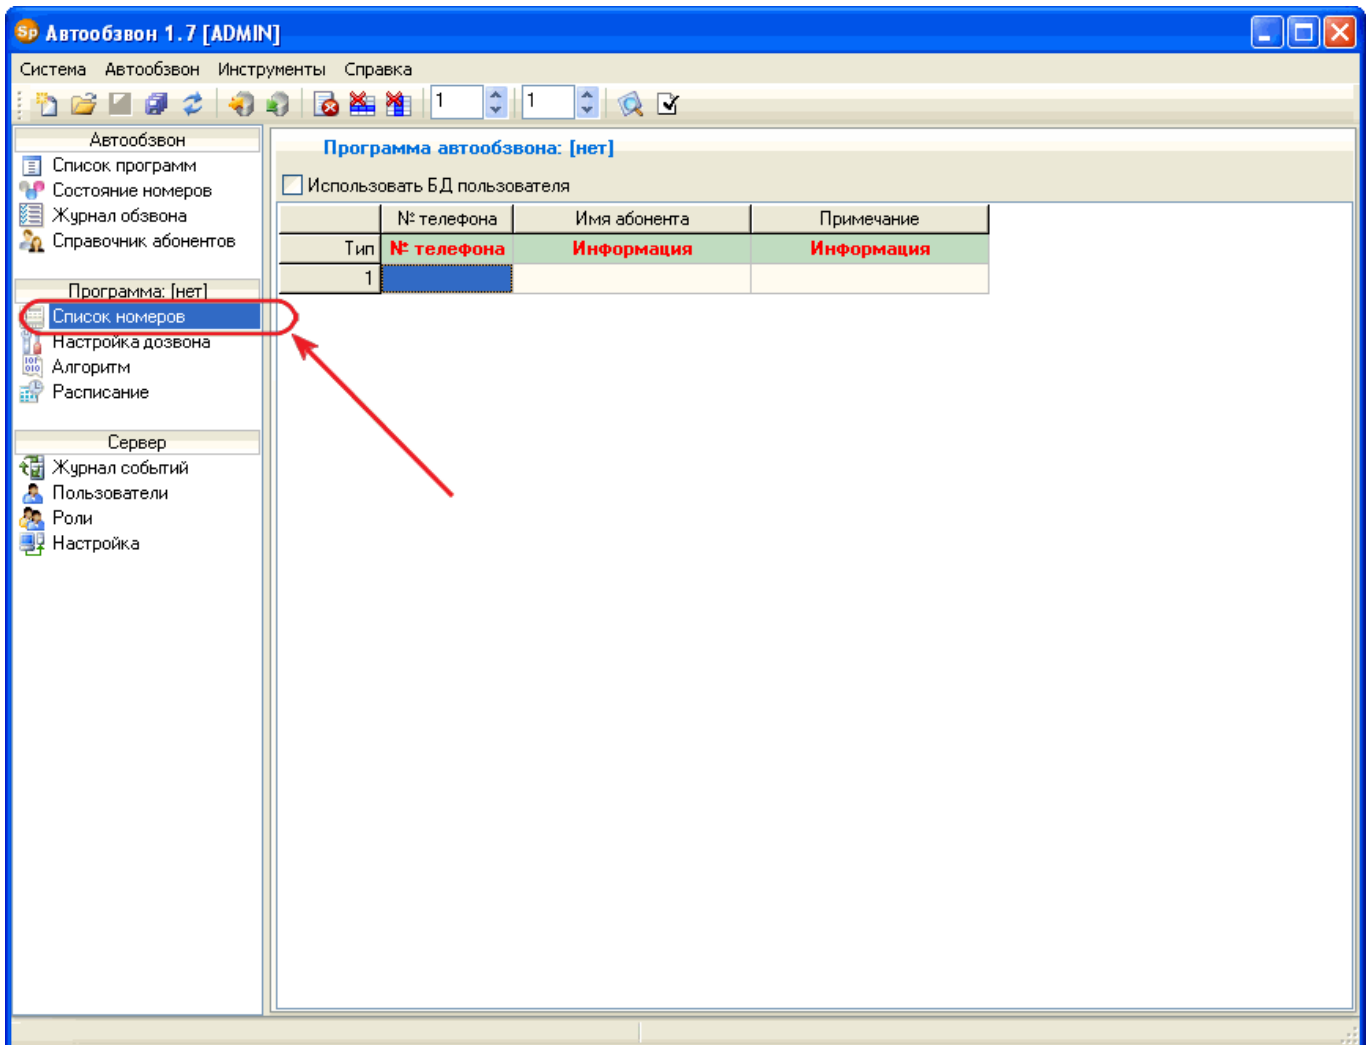 Sp Автообзвон 1.7 [ADMIN]
Система Автообзвон Инструменты Справка
1 1
Автообзвон
Список программ
Состояние номеров
Журнал обзвона
Справочник абонентов
Программа: [нет]
Список номеров
Настройка дозвона
Алгоритм
Расписание
Сервер
Журнал событий
Пользователи
Роли
Настройка
Программа автообзвона: [нет]
Использовать БД пользователя
№ телефона Имя абонента Примечание
Тип № телефона Информация Информация
1